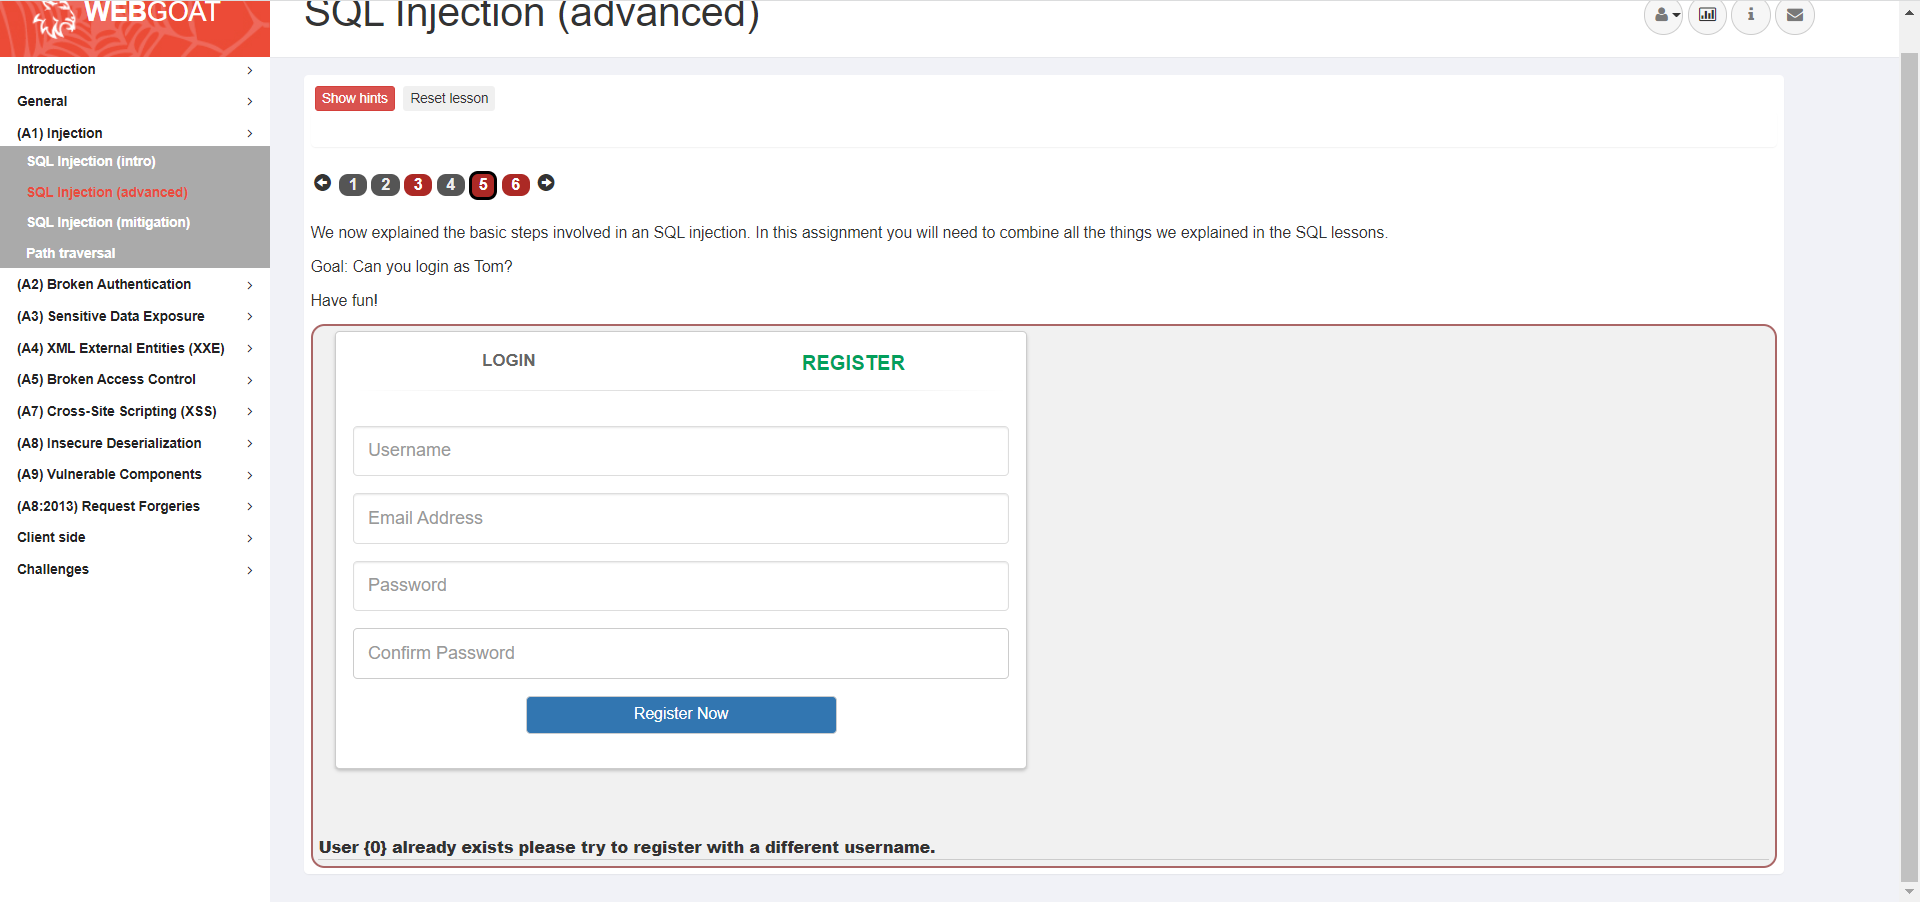 WEBGOAT
SQL Injection (advanced)
Introduction
General
(A1) Injection
SQL Injection (intro)
SQL Injection (advanced)
SQL Injection (mitigation)
Path traversal
(A2) Broken Authentication
(A3) Sensitive Data Exposure
(A4) XML External Entities (XXE)
(A5) Broken Access Control
(A7) Cross-Site Scripting (XSS)
(A8) Insecure Deserialization
(A9) Vulnerable Components
(A8:2013) Request Forgeries
Client side
Challenges
Show hints Reset lesson
1 2 3 4 5 6
We now explained the basic steps involved in an SQL injection. In this assignment you will need to combine all the things we explained in the SQL lessons.
Goal: Can you login as Tom?
Have fun!
LOGIN REGISTER
Username
Email Address
Password
Confirm Password
Register Now
User {0} already exists please try to register with a different username.